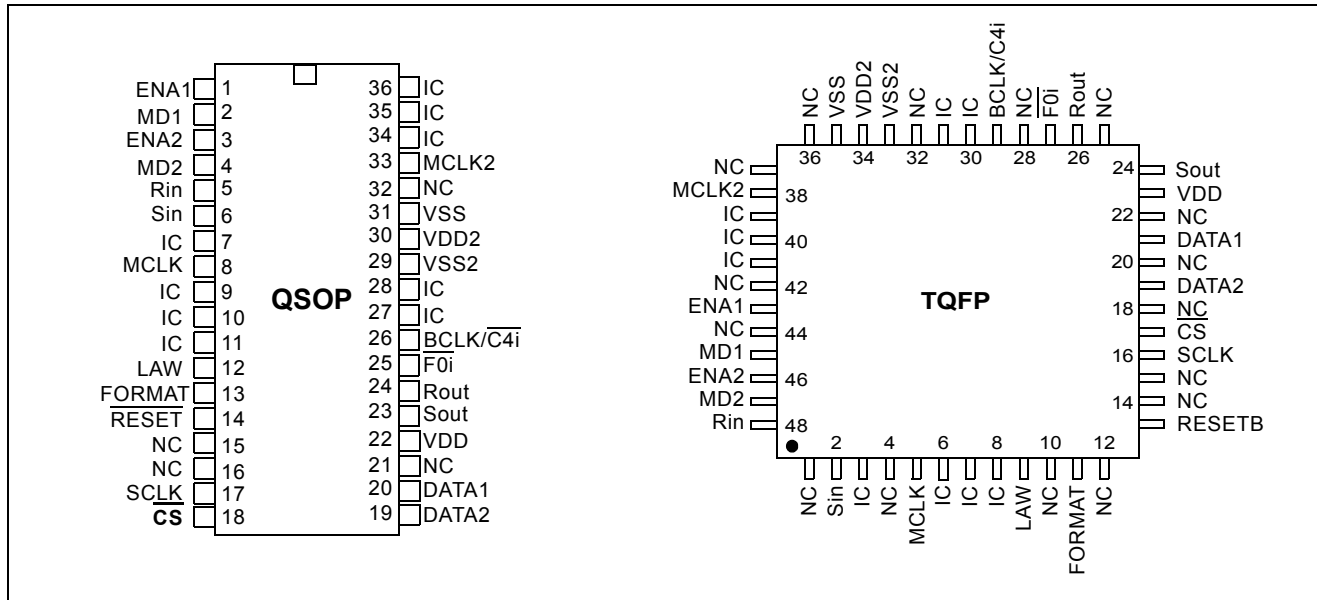 QSOP
ENA1 1
MD1 2
ENA2 3
MD2 4
Rin 5
Sin 6
IC 7
MCLK 8
IC 9
IC 10
IC 11
LAW 12
FORMAT 13
RESET 14
NC 15
NC 16
SCLK 17
CS 18
36 IC
35 IC
34 IC
33 MCLK2
32 NC
31 VSS
30 VDD2
29 VSS2
28 IC
27 IC
26 BCLK/C4i
25 F0i
24 Rout
23 Sout
22 VDD
21 NC
20 DATA1
19 DATA2
TQFP
NC VSS VDD2 VSS2 NC IC IC BCLK/C4i NC F0i Rout NC
36 34 32 30 28 26
NC
MCLK2 38
IC
IC 40
IC
NC 42
ENA1
NC 44
MD1
ENA2 46
MD2
Rin 48
24 Sout
VDD
22 NC
DATA1
20 NC
DATA2
18 NC
CS
16 SCLK
NC
14 NC
RESETB
2 4 6 8 10 12
NC Sin IC NC MCLK IC IC IC LAW NC FORMAT NC